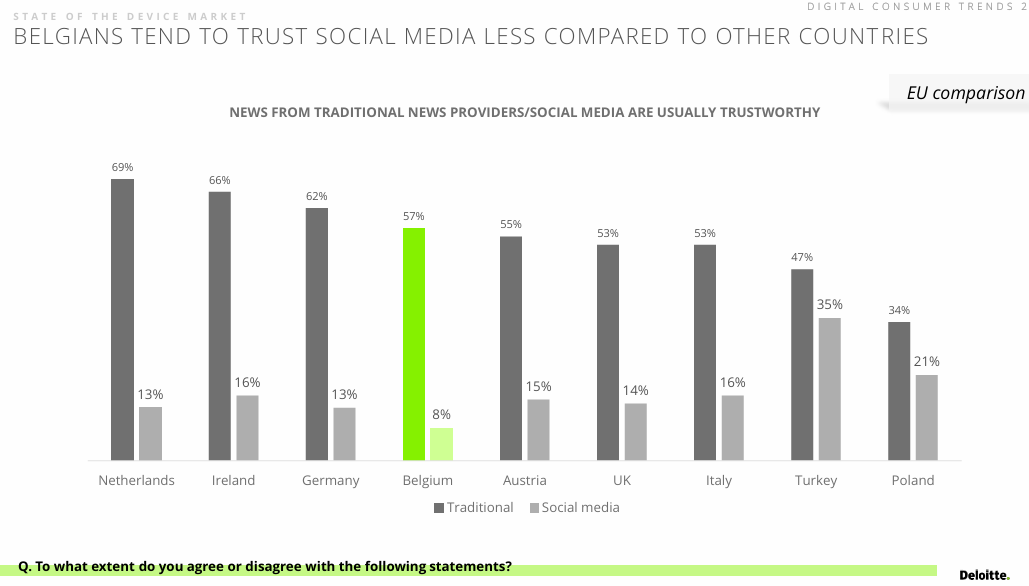 DIGITAL CONSUMER TRENDS 2
STATE OF THE DEVICE MARKET
BELGIANS TEND TO TRUST SOCIAL MEDIA LESS COMPARED TO OTHER COUNTRIES
EU comparison
NEWS FROM TRADITIONAL NEWS PROVIDERS/SOCIAL MEDIA ARE USUALLY TRUSTWORTHY
69% 66% 62% 57% 55% 53% 53% 47% 34%
13% 16% 13% 8% 15% 14% 16% 35% 21%
Netherlands Ireland Germany Belgium Austria UK Italy Turkey Poland
Traditional Social media
Q. To what extent do you agree or disagree with the following statements?
Deloitte.